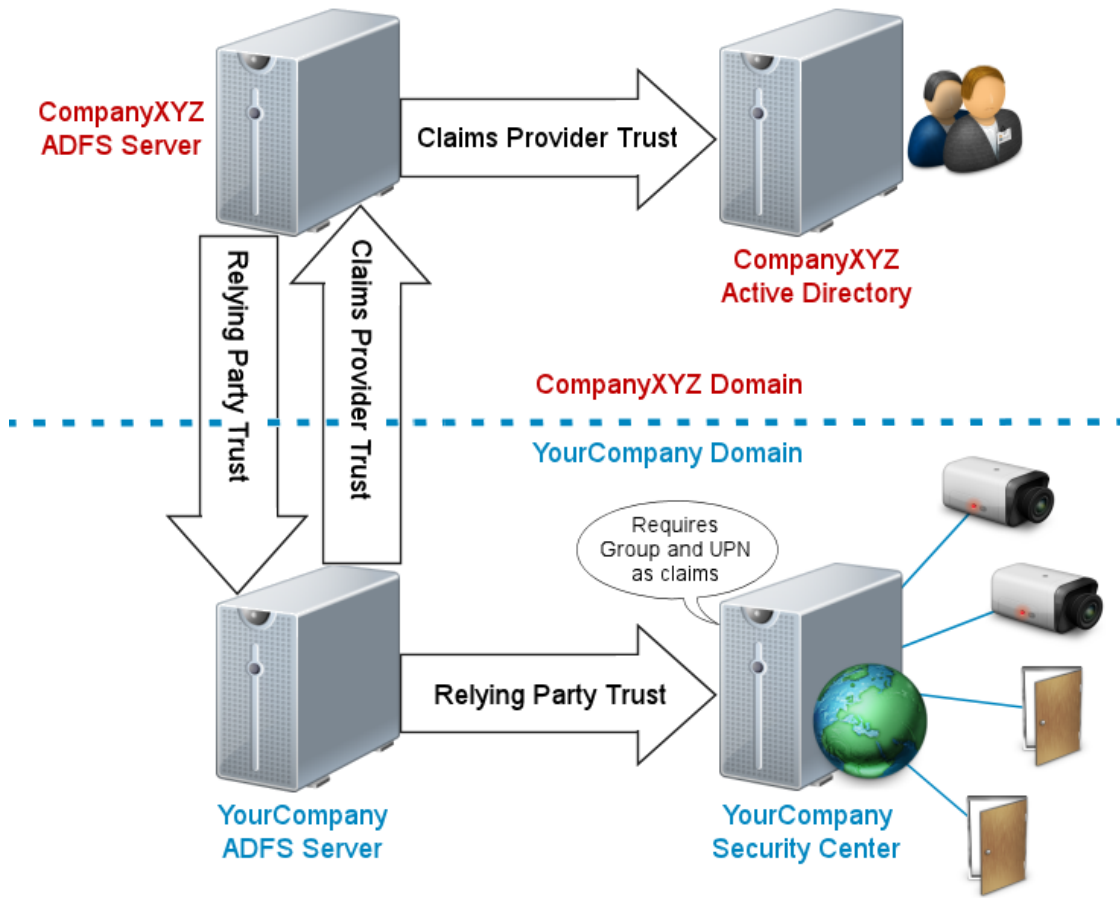 CompanyXYZ
ADFS Server
Claims Provider Trust
CompanyXYZ
Active Directory
Relying Party Trust
Claims Provider Trust
CompanyXYZ Domain
YourCompany Domain
Requires
Group and UPN
as claims
Relying Party Trust
YourCompany
ADFS Server
YourCompany
Security Center